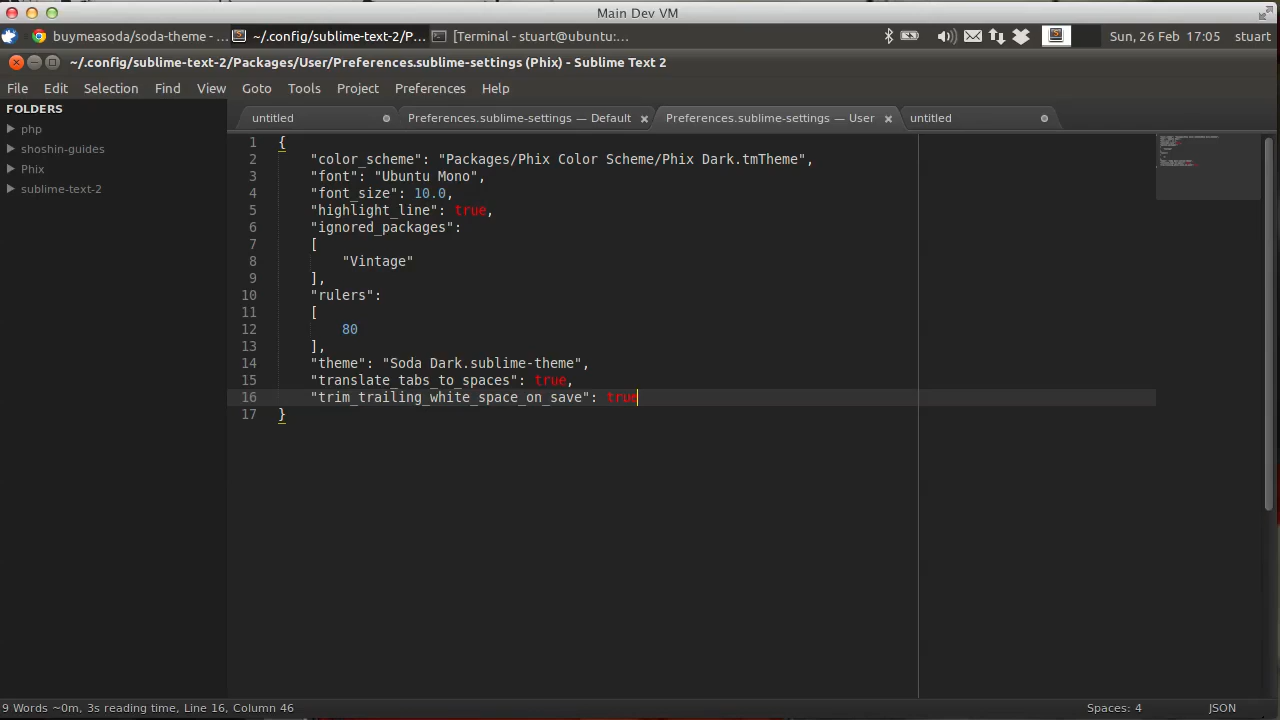 Main Dev VM
buymeasoda/soda-theme - ...
~/.config/sublime-text-2/P...
[Terminal - stuart@ubuntu:...
Sun, 26 Feb 17:05
stuart
~/.config/sublime-text-2/Packages/User/Preferences.sublime-settings (Phix) - Sublime Text 2
File Edit Selection Find View Goto Tools Project Preferences Help
FOLDERS
php
shoshin-guides
Phix
sublime-text-2
untitled
Preferences.sublime-settings — Default
Preferences.sublime-settings — User
untitled
1 {
2 "color_scheme": "Packages/Phix Color Scheme/Phix Dark.tmTheme",
3 "font": "Ubuntu Mono",
4 "font_size": 10.0,
5 "highlight_line": true,
6 "ignored_packages":
7 [
8 "Vintage"
9 ],
10 "rulers":
11 [
12 80
13 ],
14 "theme": "Soda Dark.sublime-theme",
15 "translate_tabs_to_spaces": true,
16 "trim_trailing_white_space_on_save": true
17 }
9 Words ~0m, 3s reading time, Line 16, Column 46
Spaces: 4
JSON